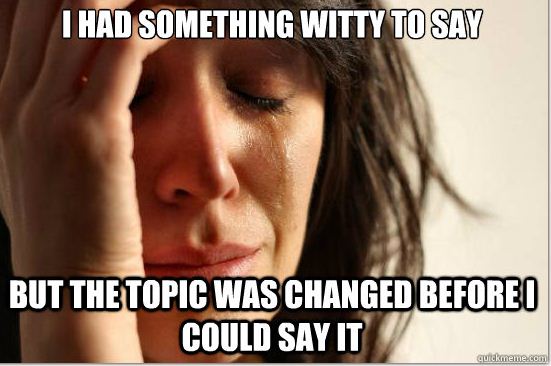 I HAD SOMETHING WITTY TO SAY
BUT THE TOPIC WAS CHANGED BEFORE I
COULD SAY IT
quickmeme.com